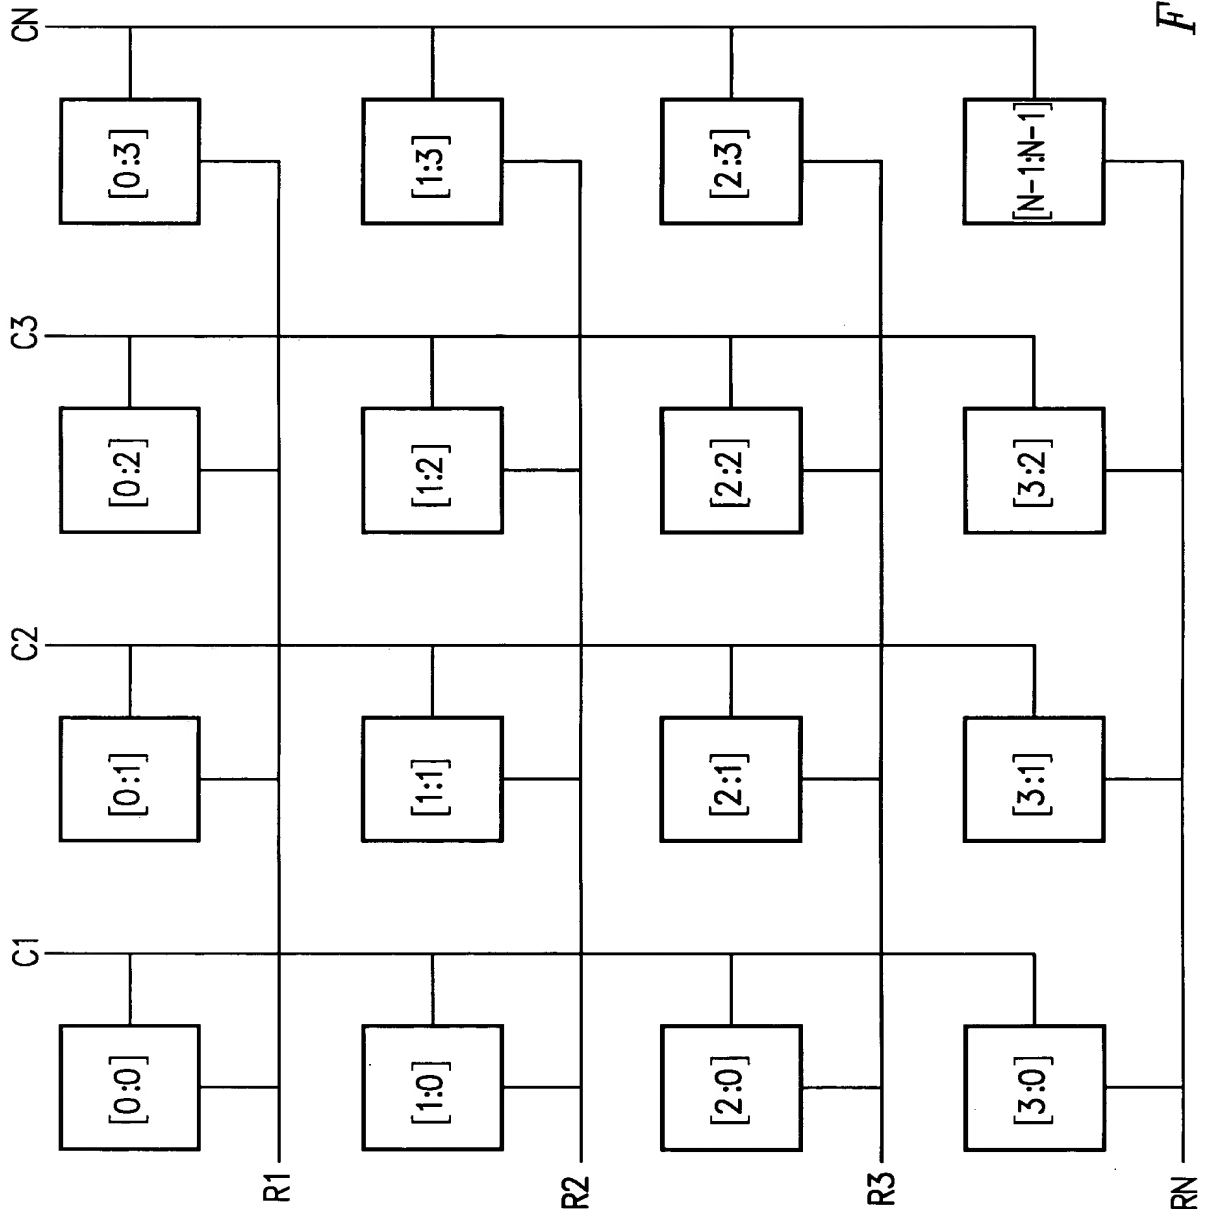 C1 C2 C3 CN
[0:0] [0:1] [0:2] [0:3]
R1
[1:0] [1:1] [1:2] [1:3]
R2
[2:0] [2:1] [2:2] [2:3]
R3
[3:0] [3:1] [3:2] [N-1:N-1]
RN
F